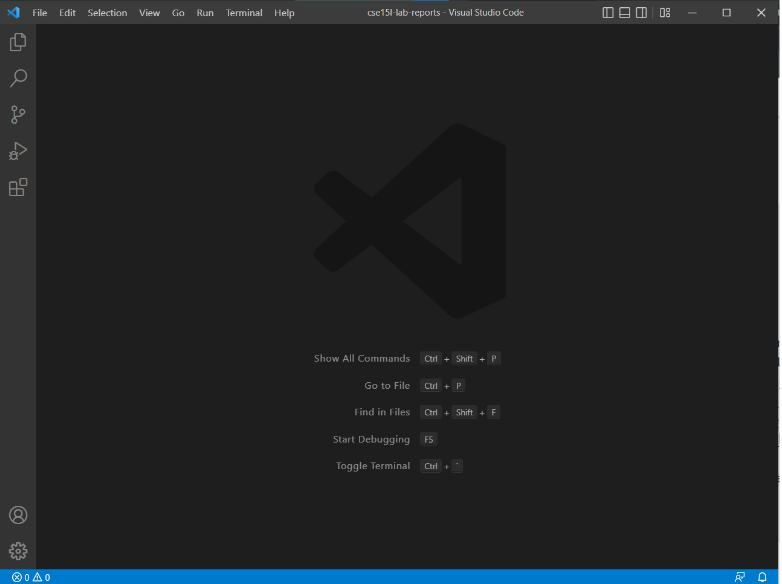 File Edit Selection View Go Run Terminal Help cse15l-lab-reports - Visual Studio Code
Show All Commands Ctrl + Shift + P
Go to File Ctrl + P
Find in Files Ctrl + Shift + F
Start Debugging F5
Toggle Terminal Ctrl + `
0 0